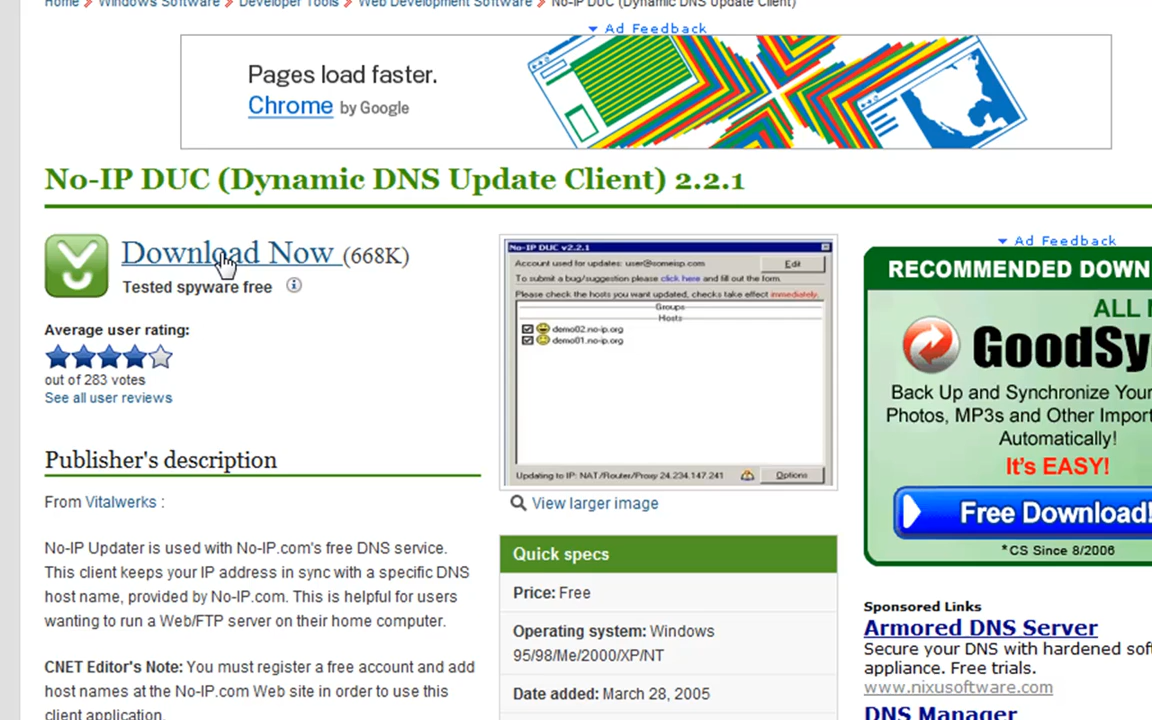 Home > Windows Software > Developer Tools > Web Development Software > No-IP DUC (Dynamic DNS Update Client)
Ad Feedback
Pages load faster.
Chrome by Google
No-IP DUC (Dynamic DNS Update Client) 2.2.1
Download Now (668K)
Tested spyware free
Average user rating:
out of 283 votes
See all user reviews
Publisher's description
From Vitalwerks :
No-IP Updater is used with No-IP.com's free DNS service.
This client keeps your IP address in sync with a specific DNS
host name, provided by No-IP.com. This is helpful for users
wanting to run a Web/FTP server on their home computer.
CNET Editor's Note: You must register a free account and add
host names at the No-IP.com Web site in order to use this
client application.
No-IP DUC v2.2.1
Account used for updates: user@someisp.com
Edit
To submit a bug/suggestion please click here and fill out the form.
Please check the hosts you want updated, checks take effect immediately.
Groups
Hosts
demo02.no-ip.org
demo01.no-ip.org
Updating to IP: NAT/Router/Proxy 24.234.147.241
Options
View larger image
Quick specs
Price: Free
Operating system: Windows
95/98/Me/2000/XP/NT
Date added: March 28, 2005
Ad Feedback
RECOMMENDED DOWN
ALL
GoodSy
Back Up and Synchronize Your
Photos, MP3s and Other Import
Automatically!
It's EASY!
Free Download!
*CS Since 8/2006
Sponsored Links
Armored DNS Server
Secure your DNS with hardened sof
appliance. Free trials.
www.nixusoftware.com
DNS Manager